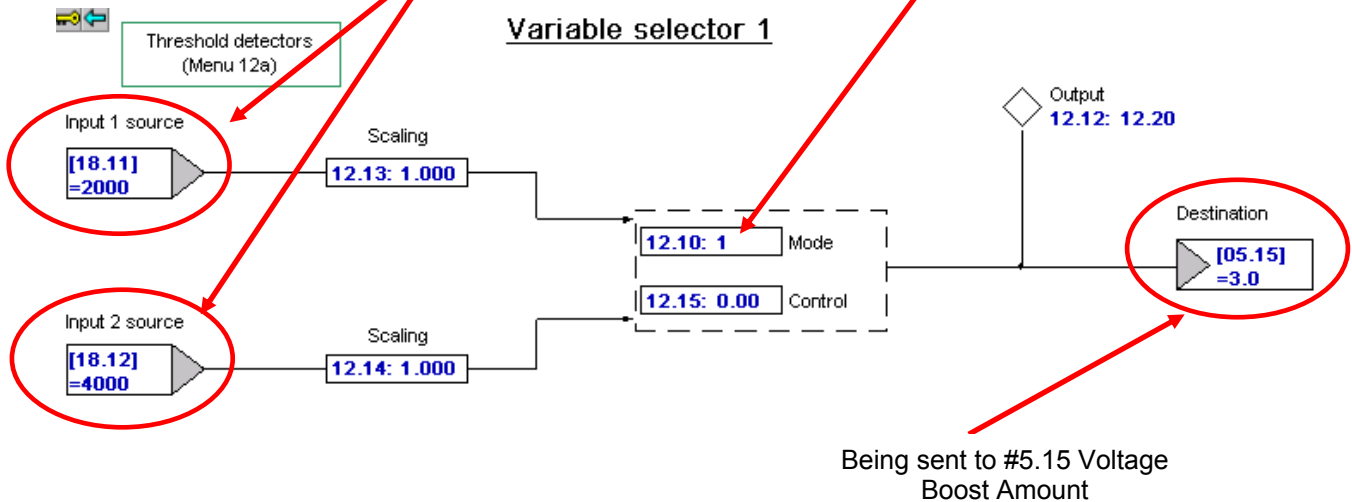 Variable selector 1
Threshold detectors
(Menu 12a)
Input 1 source
[18.11]
=2000
Scaling
12.13: 1.000
Output
12.12: 12.20
12.10: 1 Mode
12.15: 0.00 Control
Destination
[05.15]
=3.0
Input 2 source
[18.12]
=4000
Scaling
12.14: 1.000
Being sent to #5.15 Voltage
Boost Amount